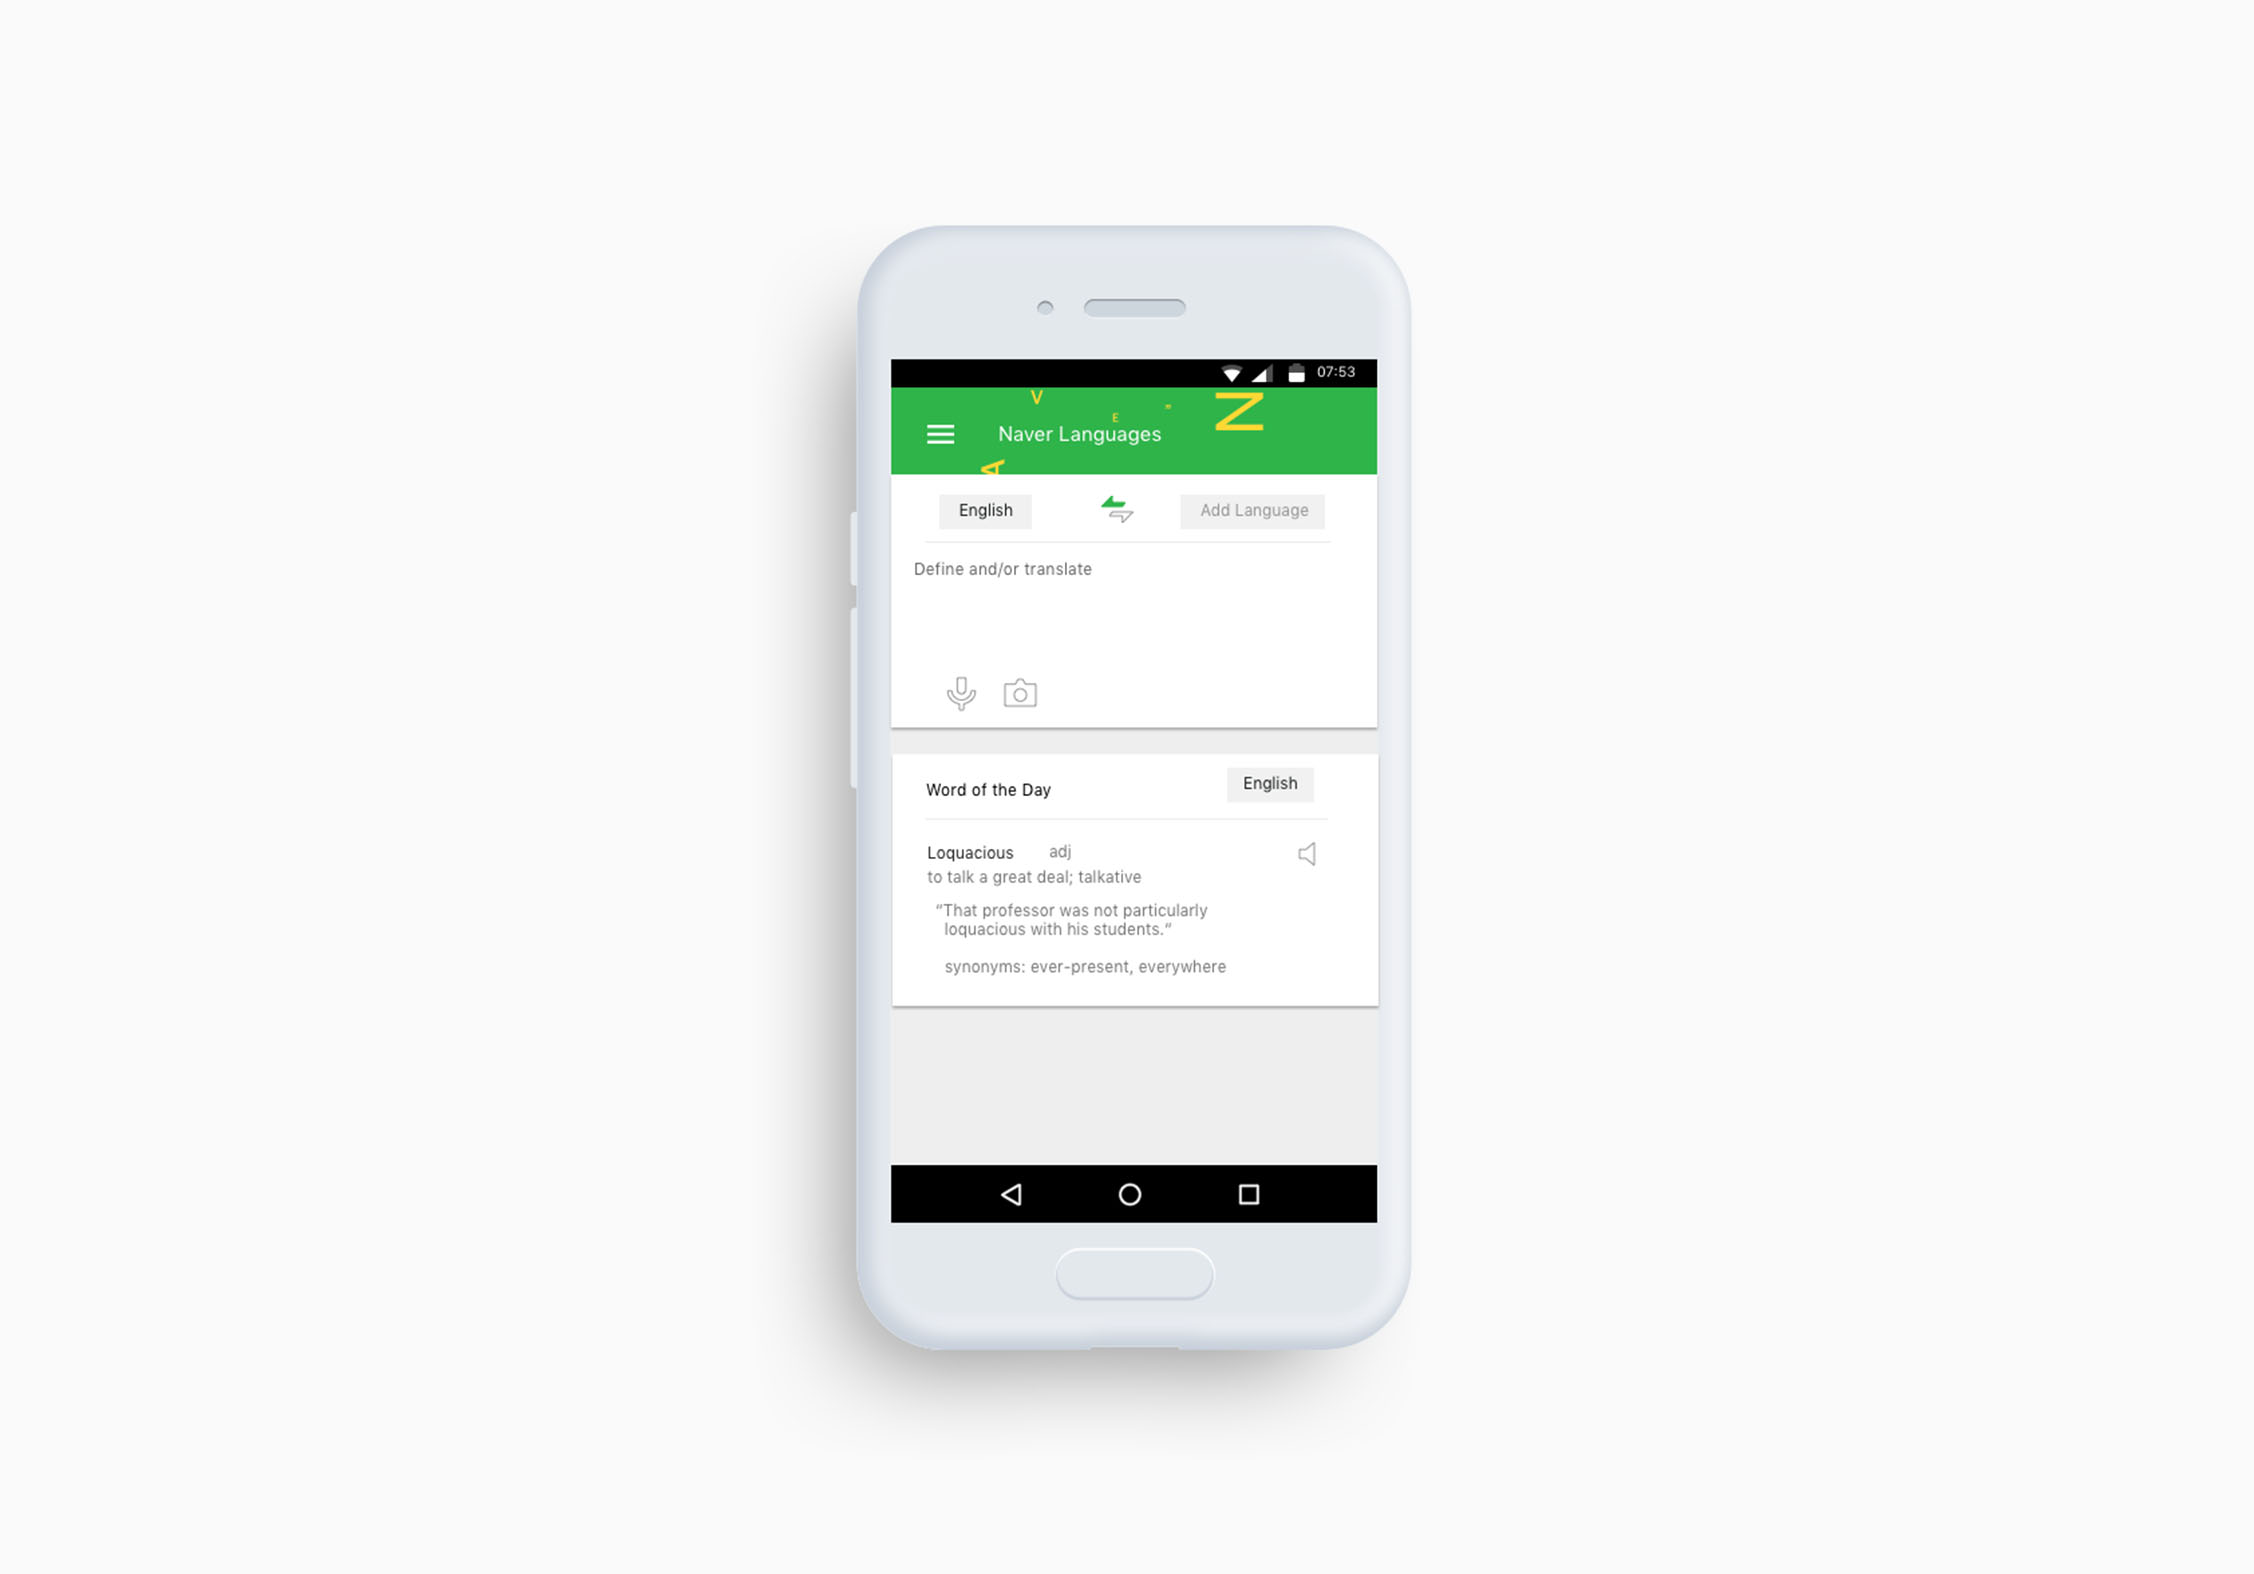 07:53
V
E
N
Naver Languages
A
English
Add Language
Define and/or translate
Word of the Day
English
Loquacious adj
to talk a great deal; talkative
“That professor was not particularly
loquacious with his students.“
synonyms: ever-present, everywhere